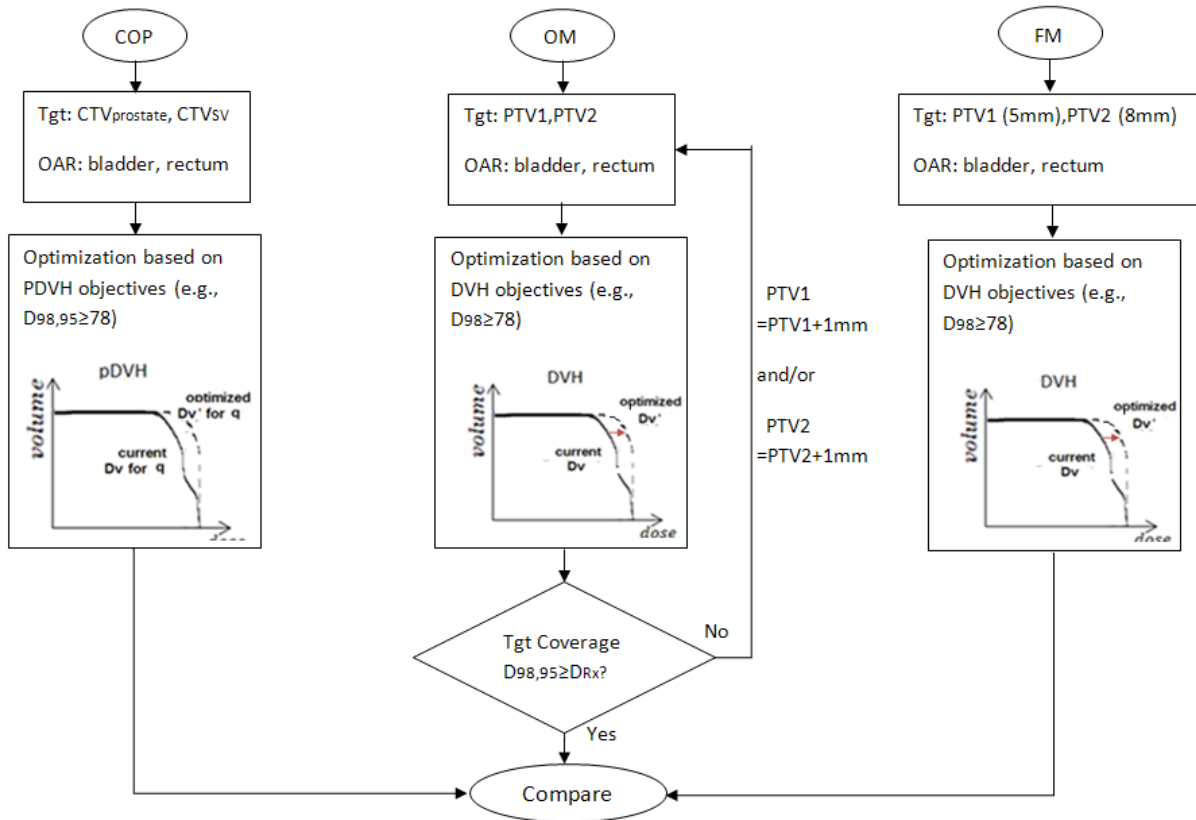 COP
Tgt: CTVprostate, CTVSV
OAR: bladder, rectum
Optimization based on
PDVH objectives (e.g.,
D98,95≥78)
pDVH
volume
optimized
Dv' for q
current
Dv for q
dose
OM
Tgt: PTV1,PTV2
OAR: bladder, rectum
Optimization based on
DVH objectives (e.g.,
D98≥78)
DVH
volume
optimized
Dv'
current
Dv
dose
Tgt Coverage
D98,95≥DRx?
No
Yes
PTV1
=PTV1+1mm
and/or
PTV2
=PTV2+1mm
FM
Tgt: PTV1 (5mm),PTV2 (8mm)
OAR: bladder, rectum
Optimization based on
DVH objectives (e.g.,
D98≥78)
DVH
volume
optimized
Dv'
current
Dv
dose
Compare